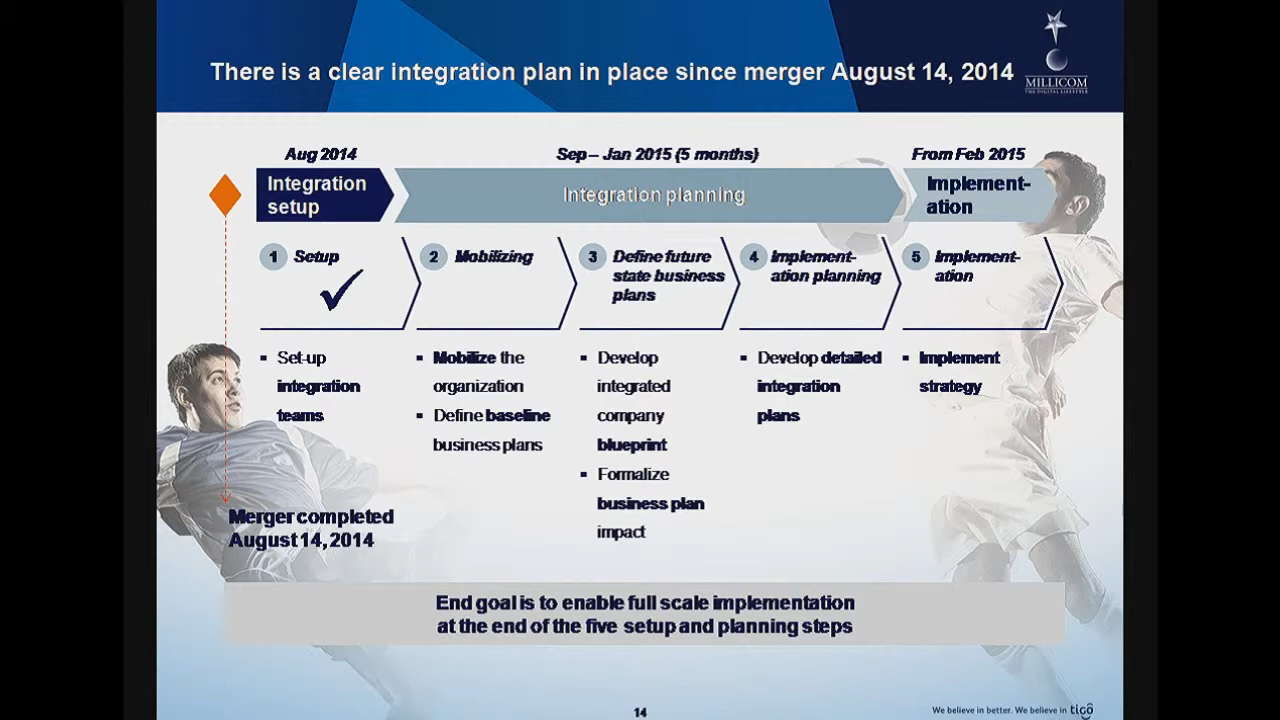 There is a clear integration plan in place since merger August 14, 2014
MILLICOM
THE DIGITAL LIFESTYLE
Aug 2014
Sep – Jan 2015 (5 months)
From Feb 2015
Integration
setup
Integration planning
Implement-
ation
1 Setup
2 Mobilizing
3 Define future
state business
plans
4 Implement-
ation planning
5 Implement-
ation
▪ Set-up
integration
teams
▪ Mobilize the
organization
▪ Define baseline
business plans
▪ Develop
integrated
company
blueprint
▪ Formalize
business plan
impact
▪ Develop detailed
integration
plans
▪ Implement
strategy
Merger completed
August 14, 2014
End goal is to enable full scale implementation
at the end of the five setup and planning steps
14
We believe in better. We believe in tigo